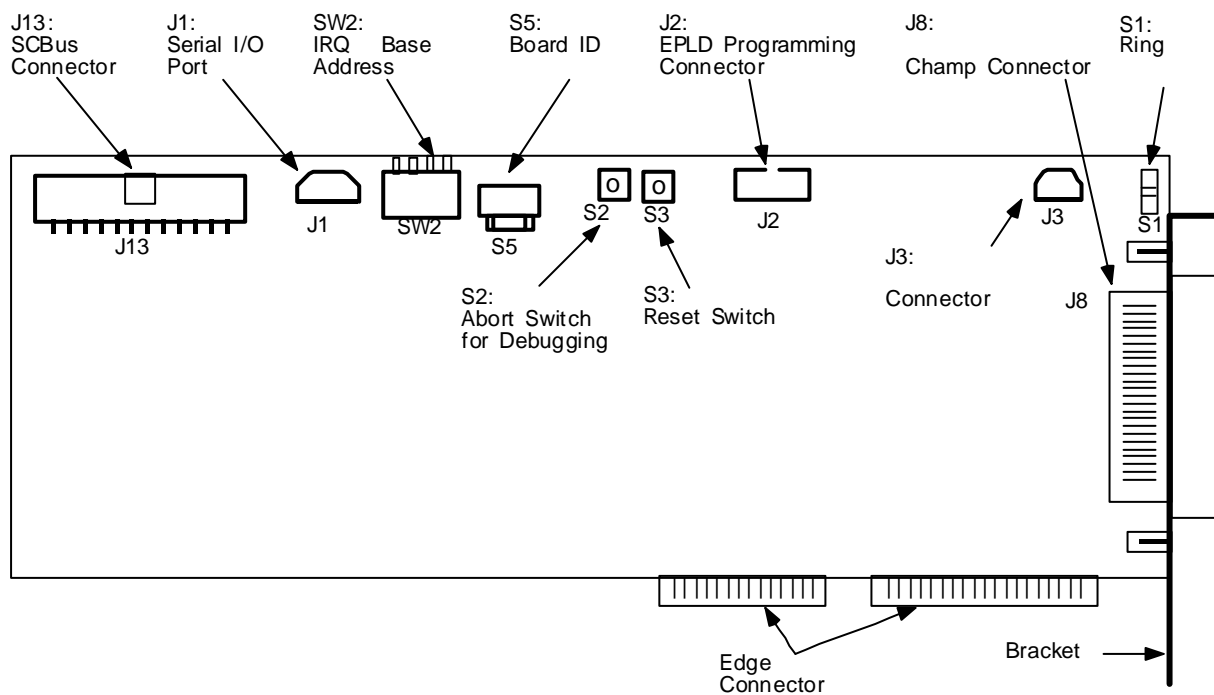 J13:
SCBus
Connector
J1:
Serial I/O
Port
SW2:
IRQ Base
Address
S5:
Board ID
J2:
EPLD Programming
Connector
J8:
Champ Connector
S1:
Ring
J13
J1
SW2
S5
S2
o
S3
o
J2
J3
S1
S2:
Abort Switch
for Debugging
S3:
Reset Switch
J3:
Connector
J8
Edge
Connector
Bracket